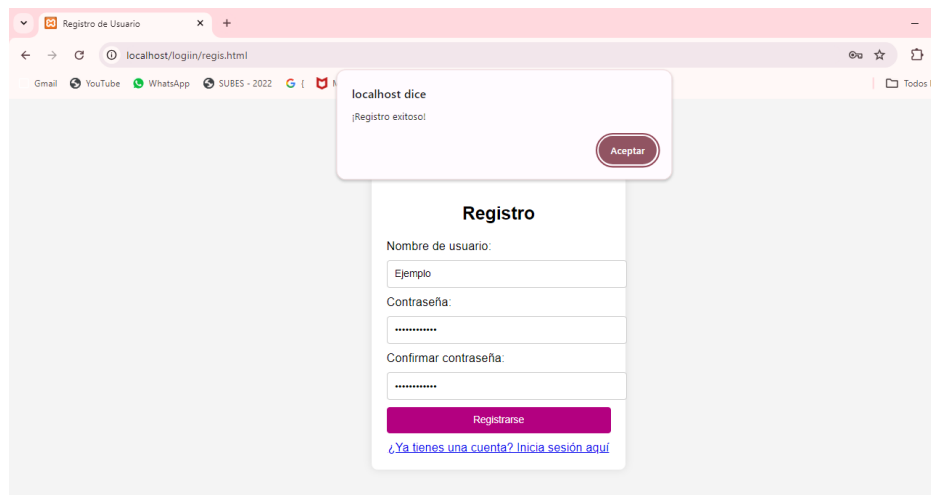 Registro de Usuario
localhost/logiin/regis.html
Gmail YouTube WhatsApp SUBES - 2022 Todos
localhost dice
¡Registro exitoso!
Aceptar
Registro
Nombre de usuario:
Ejemplo
Contraseña:
••••••••••••
Confirmar contraseña:
••••••••••••
Registrarse
¿Ya tienes una cuenta? Inicia sesión aquí